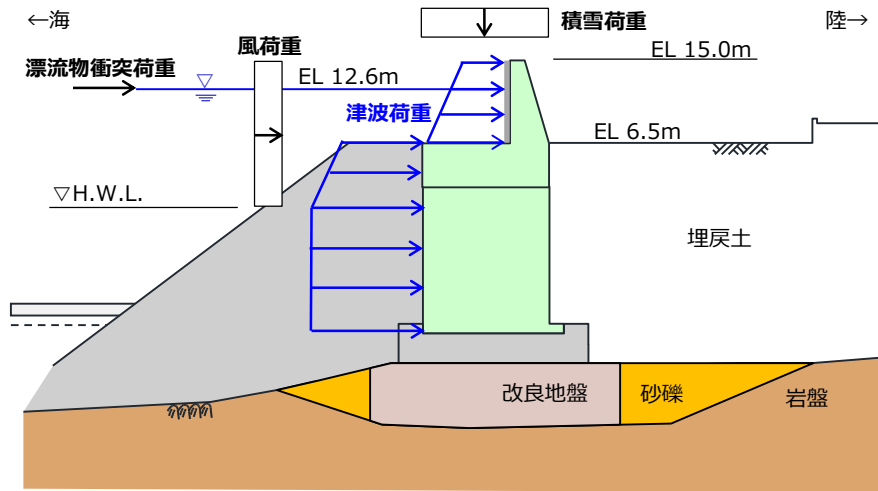 ←海
積雪荷重
陸→
風荷重
EL 15.0m
漂流物衝突荷重
▽
EL 12.6m
津波荷重
EL 6.5m
▽H.W.L.
埋戻土
改良地盤
砂礫
岩盤